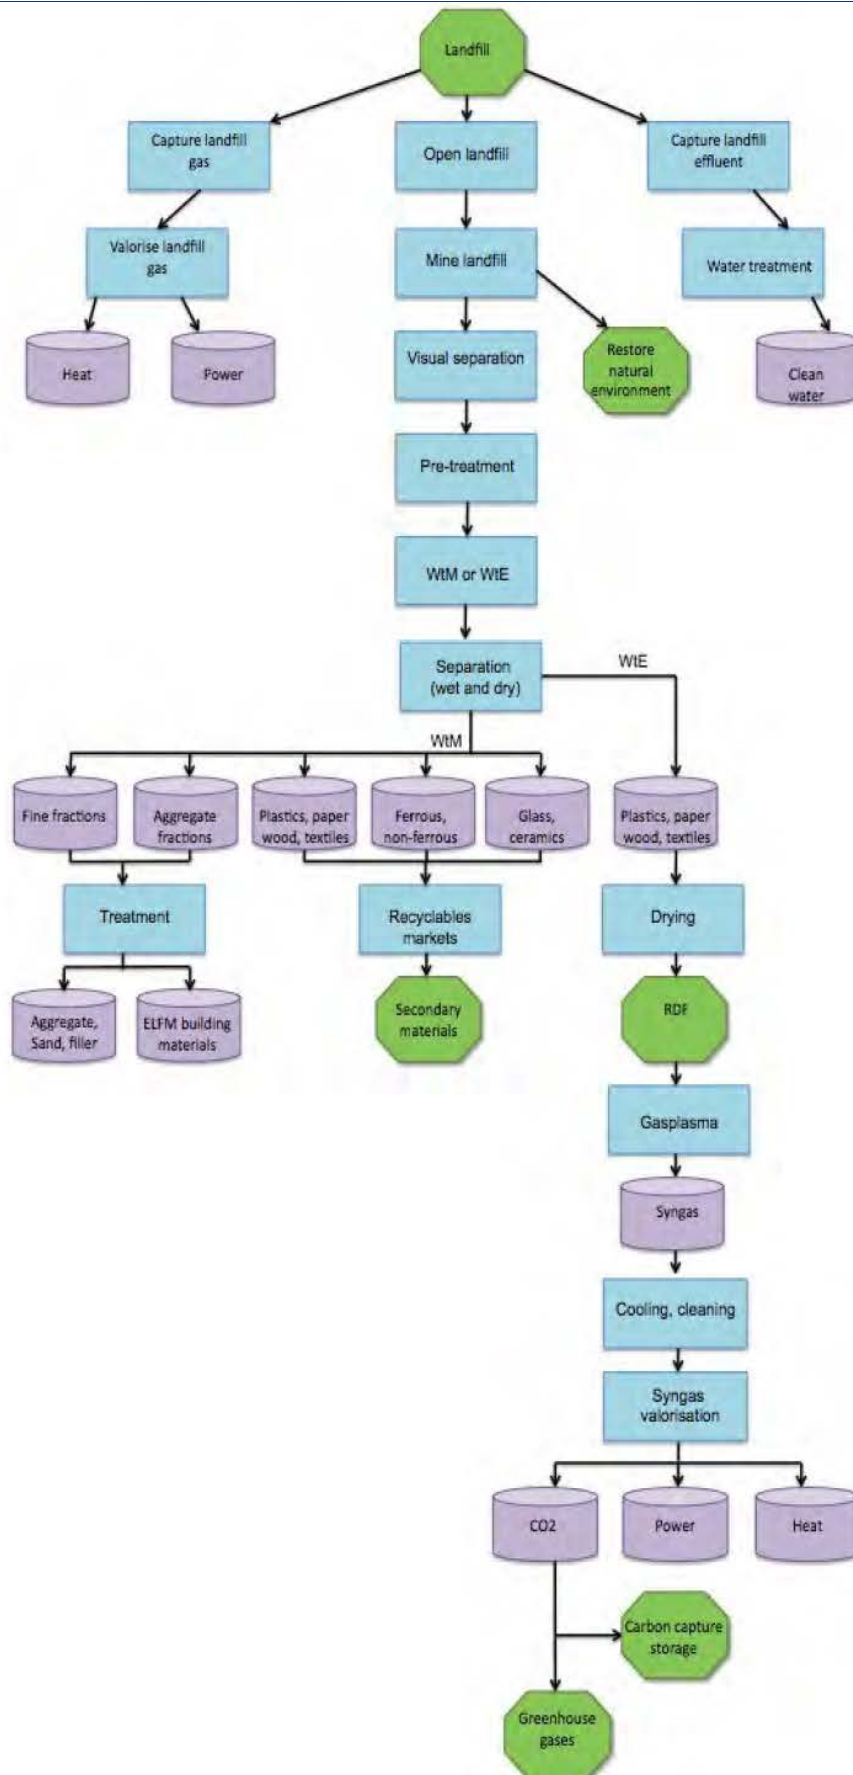 Landfill
Capture landfill
gas
Open landfill
Capture landfill
effluent
Valorise landfill
gas
Mine landfill
Water treatment
Heat
Power
Visual separation
Restore
natural
environment
Clean
water
Pre-treatment
WtM or WtE
Separation
(wet and dry)
WtE
WtM
Fine fractions
Aggregate
fractions
Plastics, paper
wood, textiles
Ferrous,
non-ferrous
Glass,
ceramics
Plastics, paper
wood, textiles
Treatment
Recyclables
markets
Drying
Aggregate,
Sand, filler
ELFM building
materials
Secondary
materials
RDF
Gasplasma
Syngas
Cooling, cleaning
Syngas
valorisation
CO2
Power
Heat
Carbon capture
storage
Greenhouse
gases